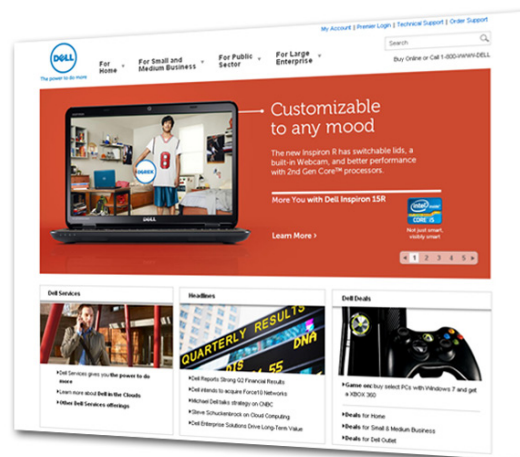 My Account | Premier Login | Technical Support | Order Support
Search
Buy Online or Call 1-800-WWW-DELL
DELL
The power to do more
For Home
For Small and Medium Business
For Public Sector
For Large Enterprise
Customizable
to any mood
The new Inspiron R has switchable lids, a
built-in Webcam, and better performance
with 2nd Gen Core™ processors.
More You with Dell Inspiron 15R
Learn More >
intel
CORE i5
Not just smart,
visibly smart
8
DELL
1 2 3 4 5
Dell Services
Dell Services gives you the power to do
more
Learn more about Dell in the Clouds
Other Dell Services offerings
Headlines
QUARTERLY RESULTS
DNA
55
Dell Reports Strong Q2 Financial Results
Dell intends to acquire Force10 Networks
Michael Dell talks strategy on CNBC
Steve Schuckenbrock on Cloud Computing
Dell Enterprise Solutions Drive Long-Term Value
Dell Deals
Game on: buy select PCs with Windows 7 and get
a XBOX 360
Deals for Home
Deals for Small & Medium Business
Deals for Dell Outlet